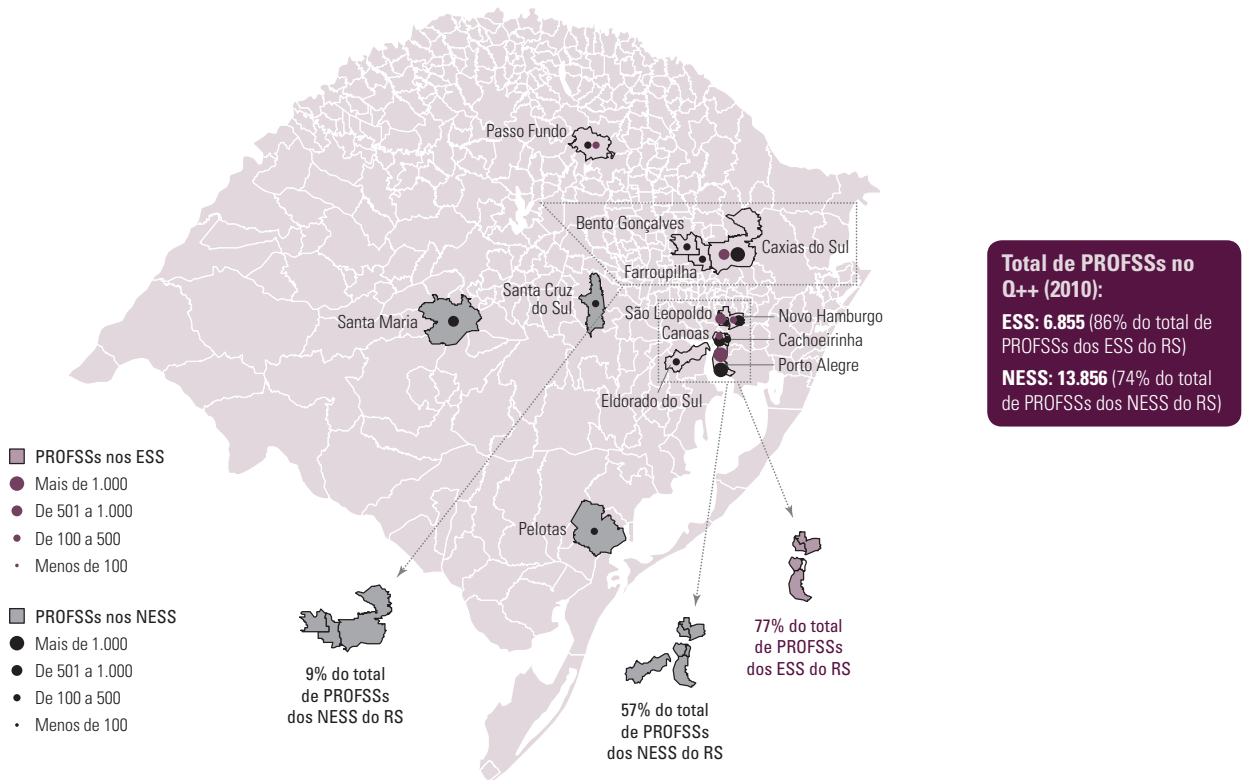 Passo Fundo
Bento Gonçalves
Caxias do Sul
Farroupilha
Santa Cruz
do Sul
Santa Maria
São Leopoldo
Novo Hamburgo
Canoas
Cachoeirinha
Porto Alegre
Eldorado do Sul
Pelotas
Total de PROFSSs no
Q++ (2010):
ESS: 6.855 (86% do total de
PROFSSs dos ESS do RS)
NESS: 13.856 (74% do total
de PROFSSs dos NESS do RS)
PROFSSs nos ESS
Mais de 1.000
De 501 a 1.000
De 100 a 500
Menos de 100
PROFSSs nos NESS
Mais de 1.000
De 501 a 1.000
De 100 a 500
Menos de 100
9% do total
de PROFSSs
dos NESS do RS
57% do total
de PROFSSs
dos NESS do RS
77% do total
de PROFSSs
dos ESS do RS